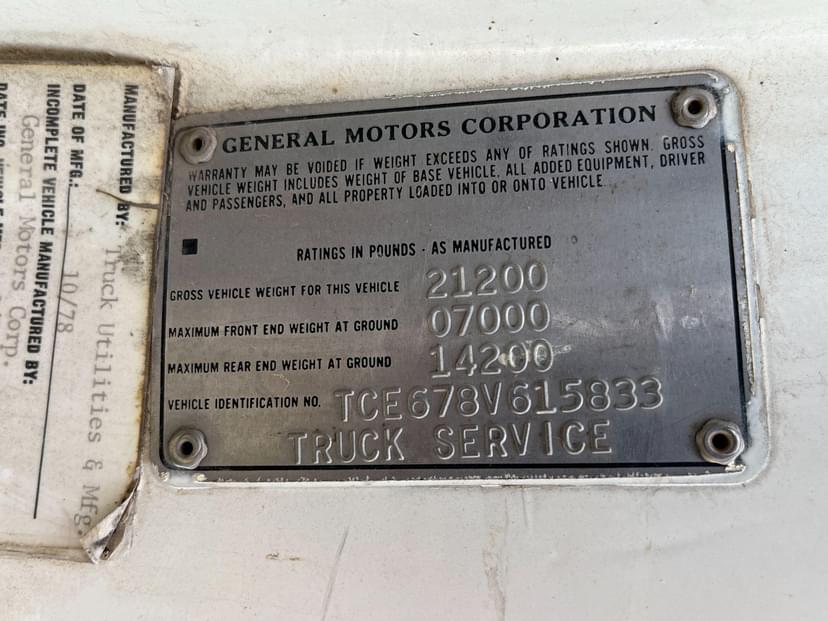 GENERAL MOTORS CORPORATION
WARRANTY MAY BE VOIDED IF WEIGHT EXCEEDS ANY OF RATINGS SHOWN. GROSS
VEHICLE WEIGHT INCLUDES WEIGHT OF BASE VEHICLE, ALL ADDED EQUIPMENT, DRIVER
AND PASSENGERS, AND ALL PROPERTY LOADED INTO OR ONTO VEHICLE.
RATINGS IN POUNDS - AS MANUFACTURED
GROSS VEHICLE WEIGHT FOR THIS VEHICLE 21200
MAXIMUM FRONT END WEIGHT AT GROUND 07000
MAXIMUM REAR END WEIGHT AT GROUND 14200
VEHICLE IDENTIFICATION NO. TCE678V615833
TRUCK SERVICE
MANUFACTURED BY: Truck Utilities & Mfg.
DATE OF MFG.: 10/78
INCOMPLETE VEHICLE MANUFACTURED BY:
General Motors Corp.